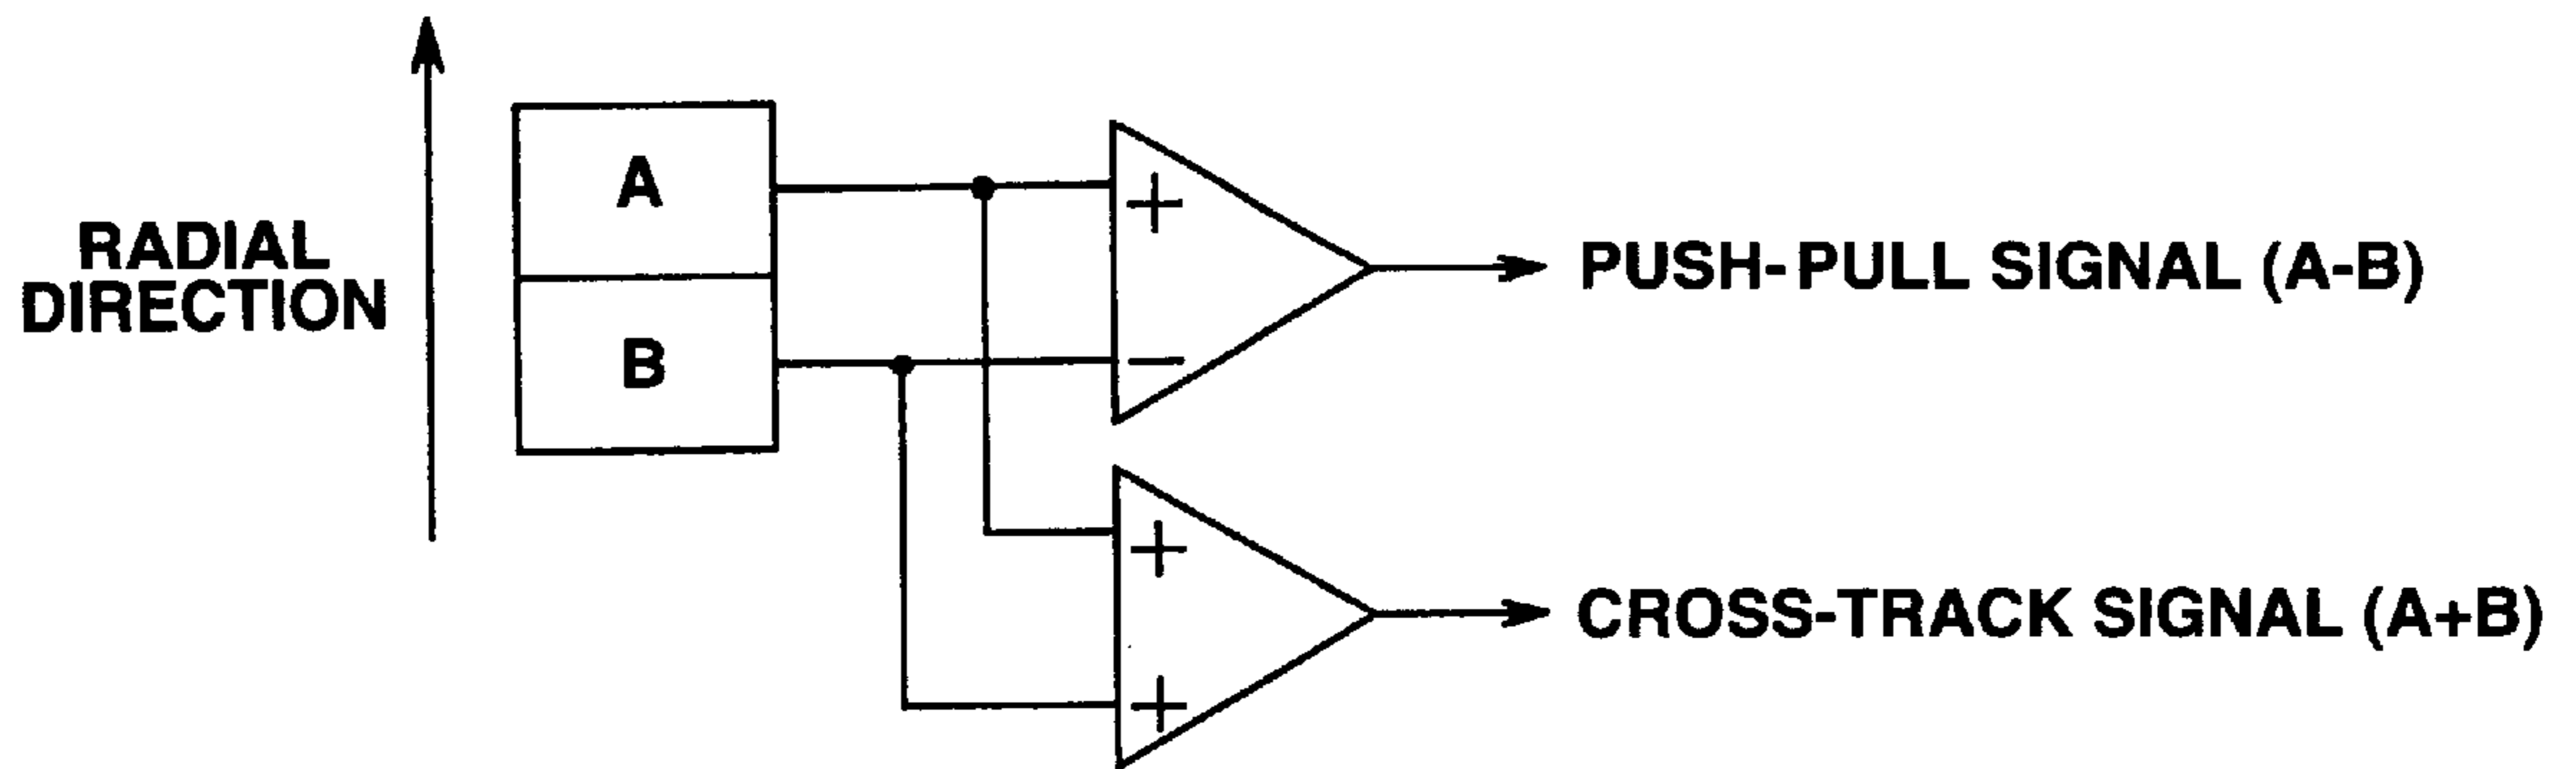 RADIAL
DIRECTION
A
B
+
−
+
+
PUSH-PULL SIGNAL (A-B)
CROSS-TRACK SIGNAL (A+B)